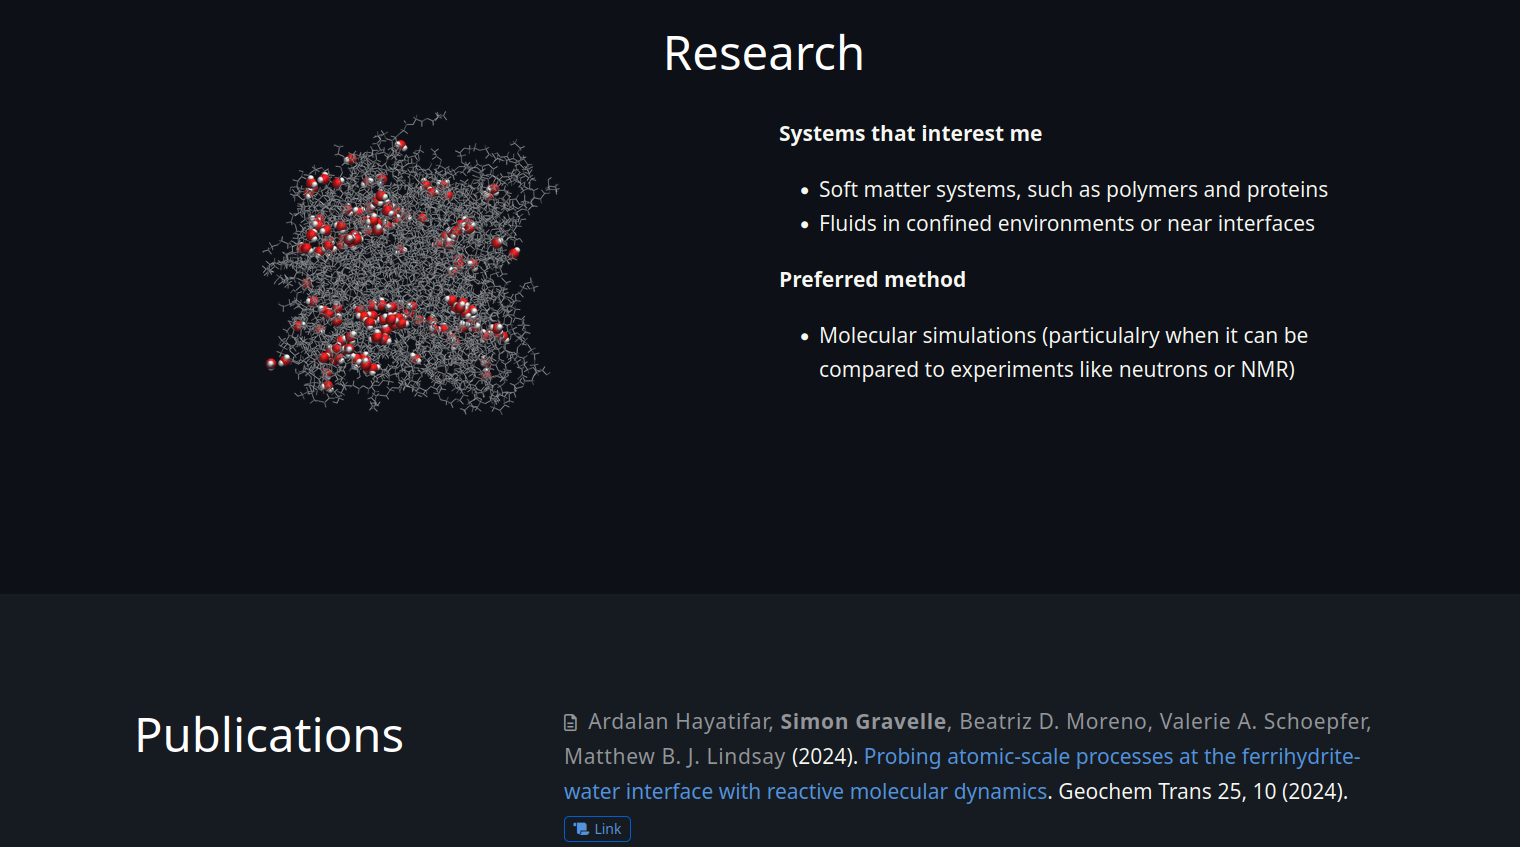 Research
Systems that interest me
Soft matter systems, such as polymers and proteins
Fluids in confined environments or near interfaces
Preferred method
Molecular simulations (particulalry when it can be
compared to experiments like neutrons or NMR)
Publications
Ardalan Hayatifar, Simon Gravelle, Beatriz D. Moreno, Valerie A. Schoepfer,
Matthew B. J. Lindsay (2024). Probing atomic-scale processes at the ferrihydrite-
water interface with reactive molecular dynamics. Geochem Trans 25, 10 (2024).
Link